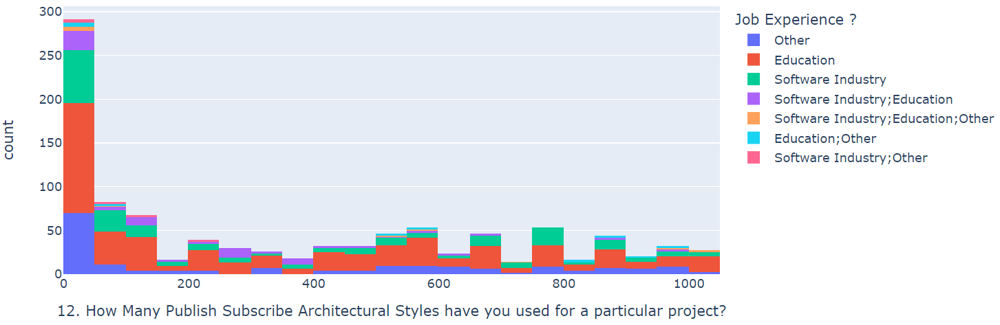 300
250
200
150
100
50
0
count
0
200
400
600
800
1000
12. How Many Publish Subscribe Architectural Styles have you used for a particular project?
Job Experience ?
Other
Education
Software Industry
Software Industry;Education
Software Industry;Education;Other
Education;Other
Software Industry;Other